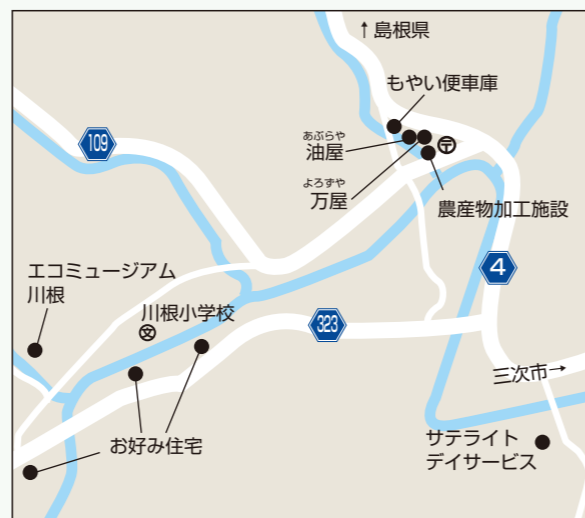 ↑島根県
もやい便車庫
あぶらや
油屋
〒
よろずや
万屋
農産物加工施設
109
エコミュージアム
川根
川根小学校
文
4
323
三次市→
お好み住宅
サテライト
デイサービス